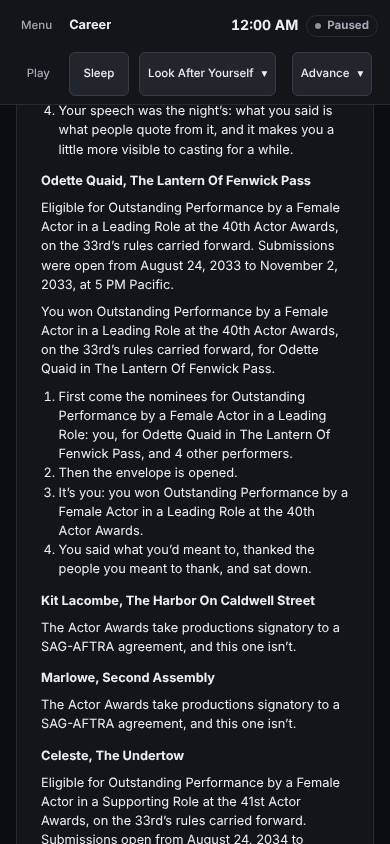 Menu Career 12:00 AM Paused
Play Sleep Look After Yourself ▾ Advance ▾
4. Your speech was the night's: what you said is
what people quote from it, and it makes you a
little more visible to casting for a while.
Odette Quaid, The Lantern Of Fenwick Pass
Eligible for Outstanding Performance by a Female
Actor in a Leading Role at the 40th Actor Awards,
on the 33rd's rules carried forward. Submissions
were open from August 24, 2033 to November 2,
2033, at 5 PM Pacific.
You won Outstanding Performance by a Female
Actor in a Leading Role at the 40th Actor Awards,
on the 33rd's rules carried forward, for Odette
Quaid in The Lantern Of Fenwick Pass.
1. First come the nominees for Outstanding
Performance by a Female Actor in a Leading
Role: you, for Odette Quaid in The Lantern Of
Fenwick Pass, and 4 other performers.
2. Then the envelope is opened.
3. It's you: you won Outstanding Performance by a
Female Actor in a Leading Role at the 40th
Actor Awards.
4. You said what you'd meant to, thanked the
people you meant to thank, and sat down.
Kit Lacombe, The Harbor On Caldwell Street
The Actor Awards take productions signatory to a
SAG-AFTRA agreement, and this one isn't.
Marlowe, Second Assembly
The Actor Awards take productions signatory to a
SAG-AFTRA agreement, and this one isn't.
Celeste, The Undertow
Eligible for Outstanding Performance by a Female
Actor in a Supporting Role at the 41st Actor
Awards, on the 33rd's rules carried forward.
Submissions open from August 24, 2034 to